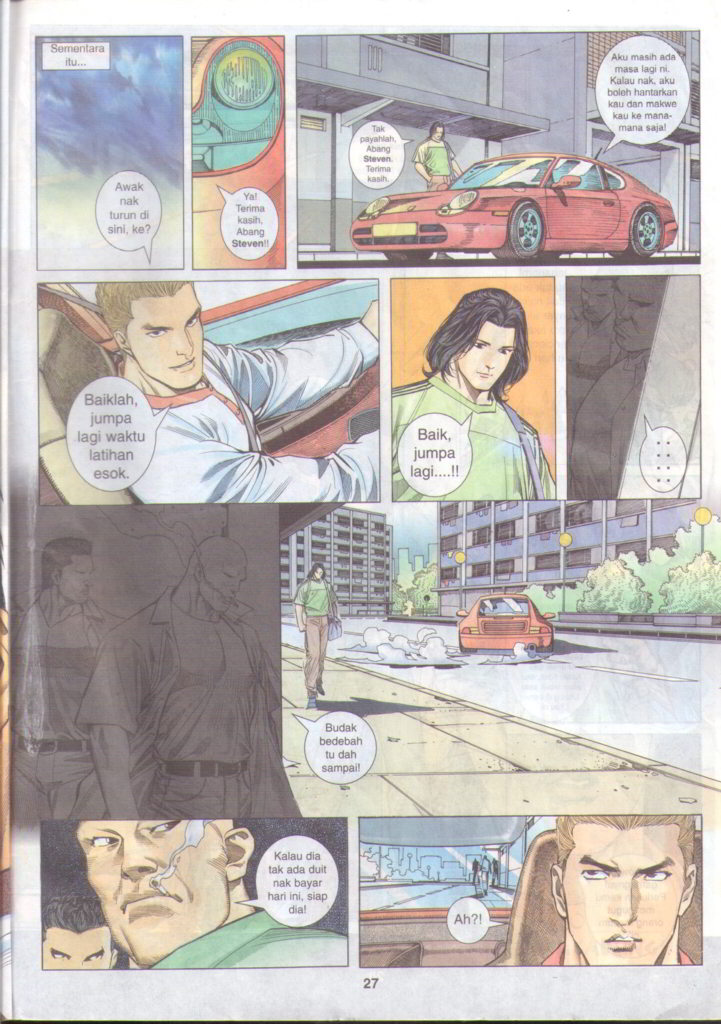 Sementara
itu...
Awak
nak
turun di
sini, ke?
Ya!
Terima
kasih,
Abang
Steven!!
Tak
payahlah,
Abang
Steven.
Terima
kasih.
Aku masih ada
masa lagi ni.
Kalau nak, aku
boleh hantarkan
kau dan makwe
kau ke mana-
mana saja!
Baiklah,
jumpa
lagi waktu
latihan
esok.
Baik,
jumpa
lagi....!!
Budak
bedebah
tu dah
sampai!
Kalau dia
tak ada duit
nak bayar
hari ini, siap
dia!
Ah?!
27